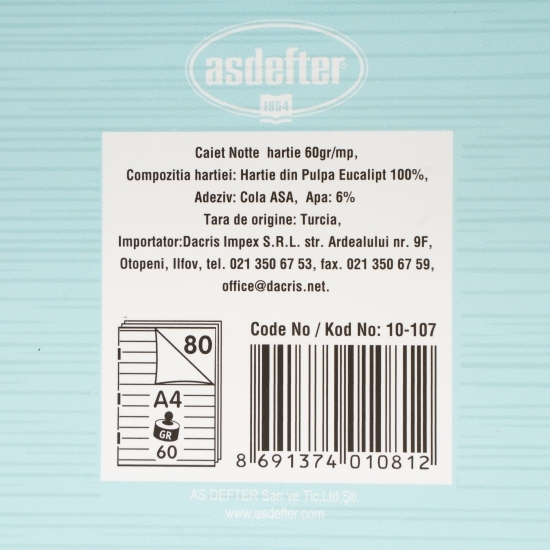 asdefter
1854
Caiet Notte hartie 60gr/mp,
Compozitia hartiei: Hartie din Pulpa Eucalipt 100%,
Adeziv: Cola ASA, Apa: 6%
Tara de origine: Turcia,
Importator:Dacris Impex S.R.L. str. Ardealului nr. 9F,
Otopeni, Ilfov, tel. 021 350 67 53, fax. 021 350 67 59,
office@dacris.net.
Code No / Kod No: 10-107
80
A4
GR
60
8 691374 010812
AS DEFTER San.ve Tic.Ltd Şti.
www.asdefter.com